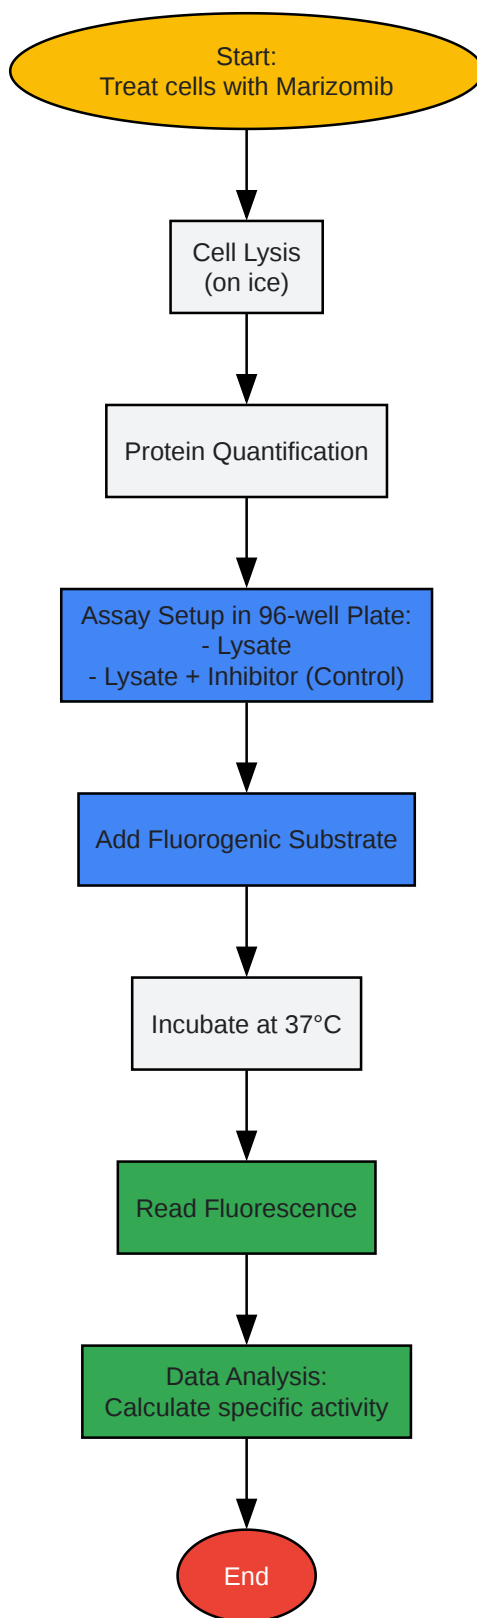 Start:
Treat cells with Marizomib
Cell Lysis
(on ice)
Protein Quantification
Assay Setup in 96-well Plate:
- Lysate
- Lysate + Inhibitor (Control)
Add Fluorogenic Substrate
Incubate at 37°C
Read Fluorescence
Data Analysis:
Calculate specific activity
End